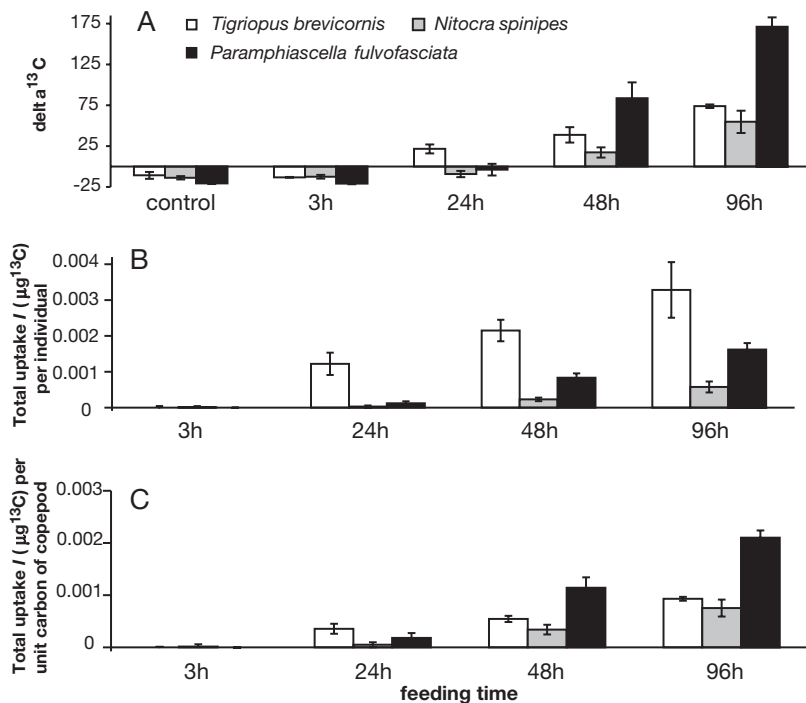 A
Tigriopus brevicornis
Nitocra spinipes
Paramphiascella fulvofasciata
delt a¹³C
175
125
75
25
-25
control
3h
24h
48h
96h
B
Total uptake I (µg¹³C)
per individual
0.004
0.003
0.002
0.001
0
3h
24h
48h
96h
C
Total uptake I (µg¹³C) per
unit carbon of copepod
0.003
0.002
0.001
0
3h
24h
48h
96h
feeding time